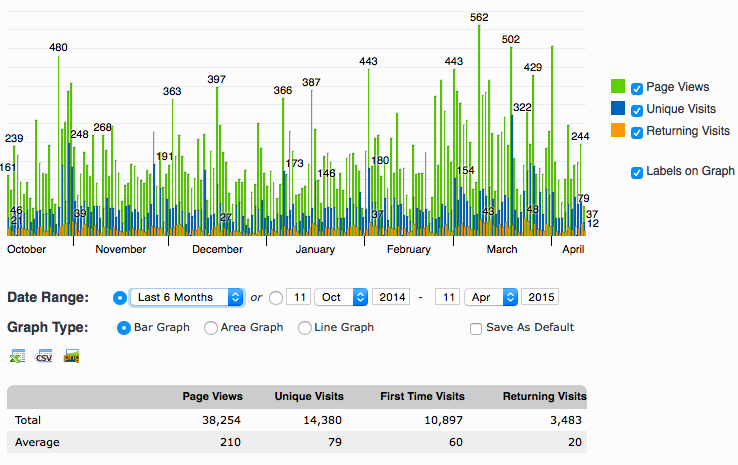 562
480
502
443
443
429
397
363
366
387
322
239
248
268
244
161
191
173
146
180
154
46
21
39
27
37
43
48
79
37
12
October November December January February March April
Page Views
Unique Visits
Returning Visits
Labels on Graph
Date Range: Last 6 Months or 11 Oct 2014 - 11 Apr 2015
Graph Type: Bar Graph Area Graph Line Graph Save As Default
CSV
Page Views Unique Visits First Time Visits Returning Visits
Total 38,254 14,380 10,897 3,483
Average 210 79 60 20